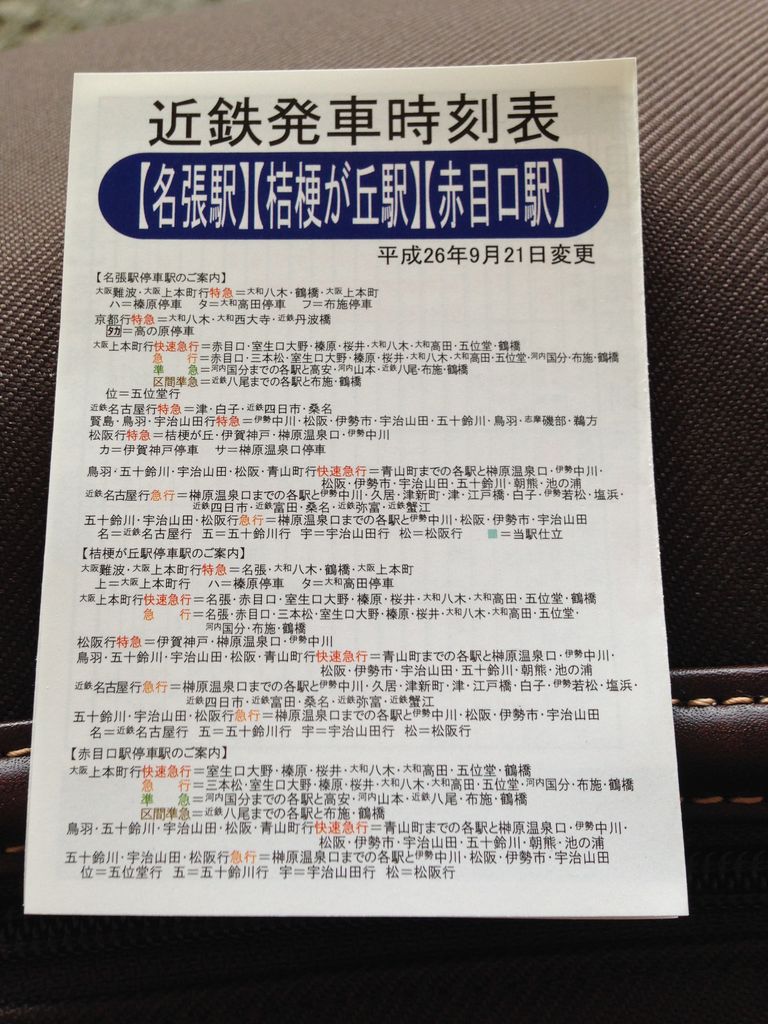 近鉄発車時刻表
【名張駅】【桔梗が丘駅】【赤目口駅】
平成26年9月21日変更
【名張駅停車駅のご案内】
大阪難波・大阪上本町行特急＝大和八木・鶴橋・大阪上本町
ハ＝榛原停車　タ＝大和高田停車　フ＝布施停車
京都行特急＝大和八木・大和西大寺・近鉄丹波橋
タカ＝高の原停車
大阪上本町行快速急行＝赤目口・室生口大野・榛原・桜井・大和八木・大和高田・五位堂・鶴橋
急　行＝赤目口・三本松・室生口大野・榛原・桜井・大和八木・大和高田・五位堂・河内国分・布施・鶴橋
準　急＝河内国分までの各駅と高安・河内山本・近鉄八尾・布施・鶴橋
区間準急＝近鉄八尾までの各駅と布施・鶴橋
位＝五位堂行
近鉄名古屋行特急＝津・白子・近鉄四日市・桑名
賢島・鳥羽・宇治山田行特急＝伊勢中川・松阪・伊勢市・宇治山田・五十鈴川・鳥羽・志摩磯部・鵜方
松阪行特急＝桔梗が丘・伊賀神戸・榊原温泉口・伊勢中川
カ＝伊賀神戸停車　サ＝榊原温泉口停車
鳥羽・五十鈴川・宇治山田・松阪・青山町行快速急行＝青山町までの各駅と榊原温泉口・伊勢中川・
松阪・伊勢市・宇治山田・五十鈴川・朝熊・池の浦
近鉄名古屋行急行＝榊原温泉口までの各駅と伊勢中川・久居・津新町・津・江戸橋・白子・伊勢若松・塩浜・
近鉄四日市・近鉄富田・桑名・近鉄弥富・近鉄蟹江
五十鈴川・宇治山田・松阪行急行＝榊原温泉口までの各駅と伊勢中川・松阪・伊勢市・宇治山田
名＝近鉄名古屋行　五＝五十鈴川行　宇＝宇治山田行　松＝松阪行　■＝当駅仕立
【桔梗が丘駅停車駅のご案内】
大阪難波・大阪上本町行特急＝名張・大和八木・鶴橋・大阪上本町
上＝大阪上本町行　ハ＝榛原停車　タ＝大和高田停車
大阪上本町行快速急行＝名張・赤目口・室生口大野・榛原・桜井・大和八木・大和高田・五位堂・鶴橋
急　行＝名張・赤目口・三本松・室生口大野・榛原・桜井・大和八木・大和高田・五位堂・
河内国分・布施・鶴橋
松阪行特急＝伊賀神戸・榊原温泉口・伊勢中川
鳥羽・五十鈴川・宇治山田・松阪・青山町行快速急行＝青山町までの各駅と榊原温泉口・伊勢中川・
松阪・伊勢市・宇治山田・五十鈴川・朝熊・池の浦
近鉄名古屋行急行＝榊原温泉口までの各駅と伊勢中川・久居・津新町・津・江戸橋・白子・伊勢若松・塩浜・
近鉄四日市・近鉄富田・桑名・近鉄弥富・近鉄蟹江
五十鈴川・宇治山田・松阪行急行＝榊原温泉口までの各駅と伊勢中川・松阪・伊勢市・宇治山田
名＝近鉄名古屋行　五＝五十鈴川行　宇＝宇治山田行　松＝松阪行
【赤目口駅停車駅のご案内】
大阪上本町行快速急行＝室生口大野・榛原・桜井・大和八木・大和高田・五位堂・鶴橋
急　行＝三本松・室生口大野・榛原・桜井・大和八木・大和高田・五位堂・河内国分・布施・鶴橋
準　急＝河内国分までの各駅と高安・河内山本・近鉄八尾・布施・鶴橋
区間準急＝近鉄八尾までの各駅と布施・鶴橋
鳥羽・五十鈴川・宇治山田・松阪・青山町行快速急行＝青山町までの各駅と榊原温泉口・伊勢中川・
松阪・伊勢市・宇治山田・五十鈴川・朝熊・池の浦
五十鈴川・宇治山田・松阪行急行＝榊原温泉口までの各駅と伊勢中川・松阪・伊勢市・宇治山田
位＝五位堂行　五＝五十鈴川行　宇＝宇治山田行　松＝松阪行